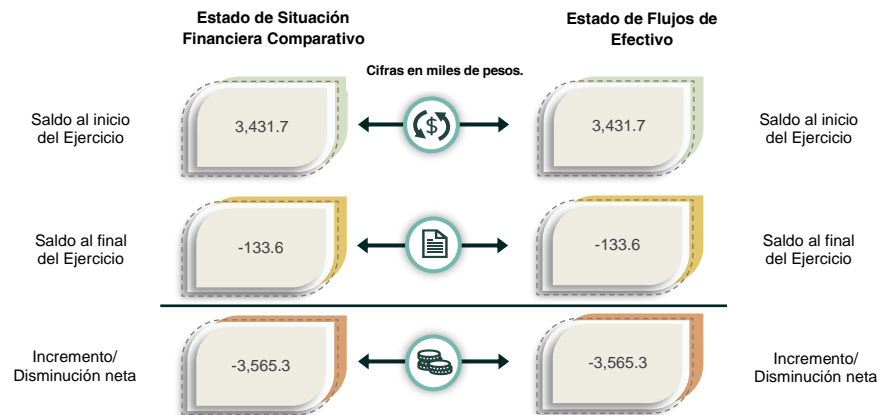 Estado de Situación
Financiera Comparativo
Estado de Flujos de
Efectivo
Cifras en miles de pesos.
Saldo al inicio
del Ejercicio
3,431.7
$
3,431.7
Saldo al inicio
del Ejercicio
Saldo al final
del Ejercicio
-133.6
-133.6
Saldo al final
del Ejercicio
Incremento/
Disminución neta
-3,565.3
-3,565.3
Incremento/
Disminución neta